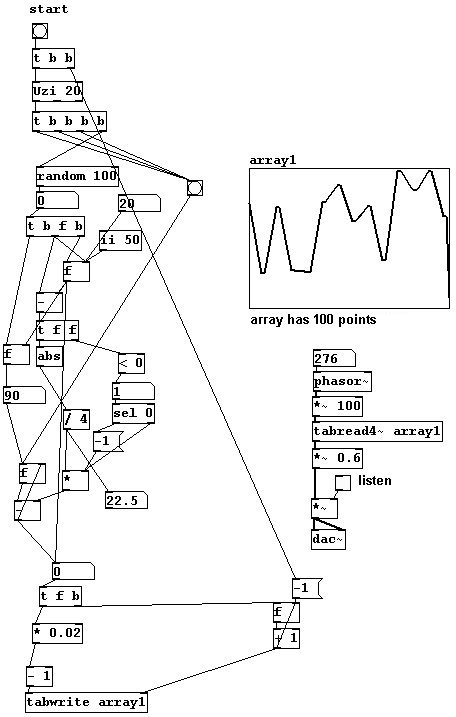 start
t b b
Uzi 20
t b b b b
random 100
0
20
t b f b
ii 50
f
-
t f f
f
abs
< 0
90
1
/ 4
sel 0
-1
f
*
22.5
-
0
t f b
-1
f
* 0.02
+ 1
- 1
tabwrite array1
array1
array has 100 points
276
phasor~
*~ 100
tabread4~ array1
*~ 0.6
listen
*~
dac~